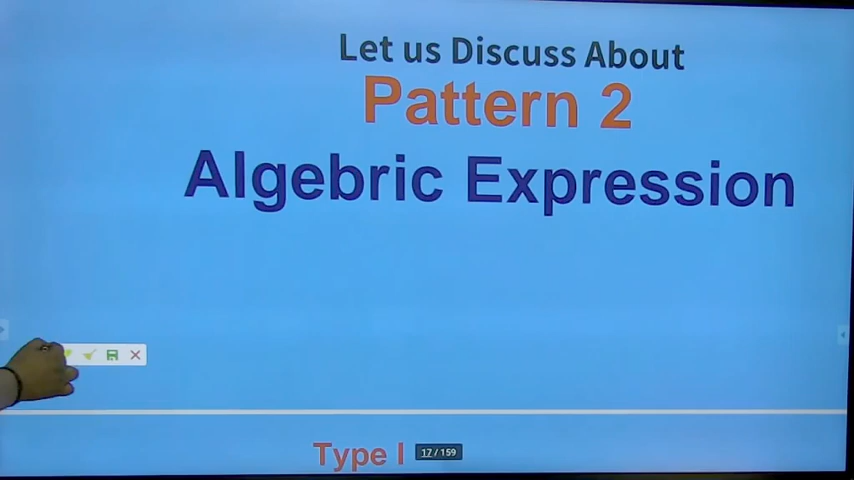 Let us Discuss About
Pattern 2
Algebric Expression
Type I
17 / 159